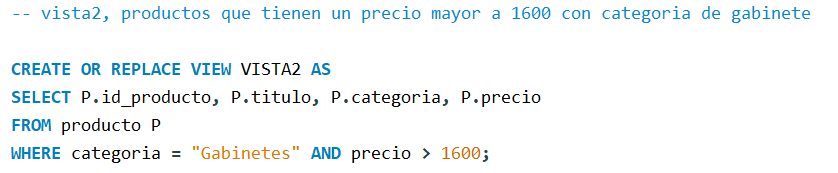 -- vista2, productos que tienen un precio mayor a 1600 con categoria de gabinete
CREATE OR REPLACE VIEW VISTA2 AS
SELECT P.id_producto, P.titulo, P.categoria, P.precio
FROM producto P
WHERE categoria = "Gabinetes" AND precio > 1600;